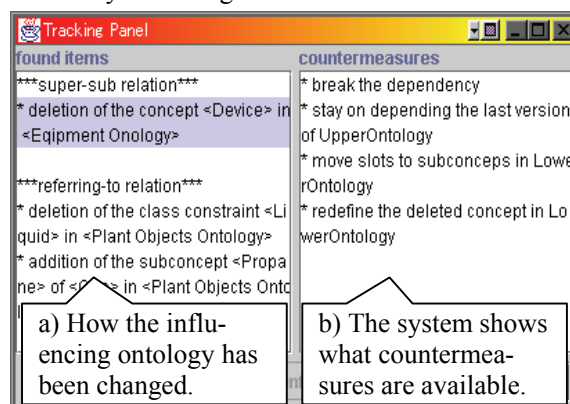 Tracking Panel
found items
***super-sub relation***
* deletion of the concept <Device> in
<Eqipment Onology>
***referring-to relation***
* deletion of the class constraint <Li
quid> in <Plant Objects Ontology>
* addition of the subconcept <Propa
ne> of in <Plant Objects Onto
a) How the influ-
encing ontology has
been changed.
countermeasures
* break the dependency
* stay on depending the last version
of UpperOntology
* move slots to subconceps in Lowe
rOntology
* redefine the deleted concept in Lo
werOntology
b) The system shows
what countermea-
sures are available.